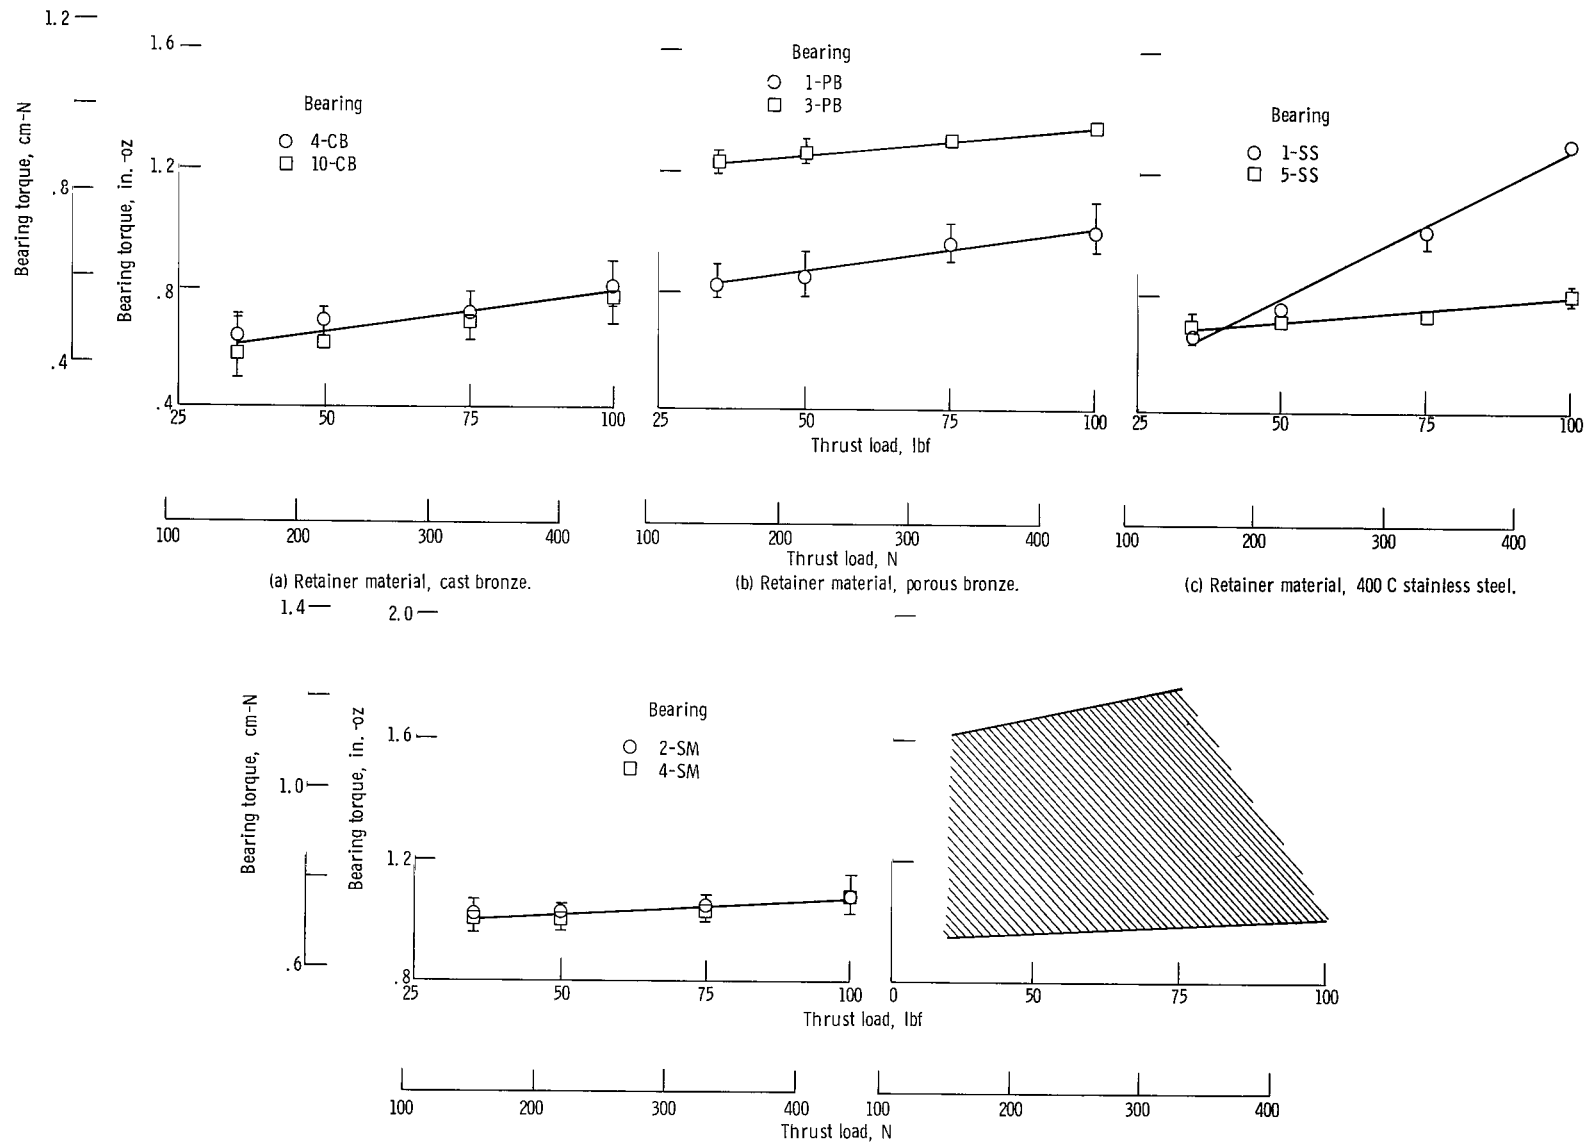 1.2
1.6
Bearing
1-PB
3-PB
Bearing
4-CB
10-CB
Bearing
1-SS
5-SS
Bearing torque, cm-N
Bearing torque, in. -oz
1.2
.8
.8
.4
.4
25 50 75 100
25 50 75 100
25 50 75 100
Thrust load, lbf
100 200 300 400
100 200 300 400
100 200 300 400
Thrust load, N
(a) Retainer material, cast bronze.
(b) Retainer material, porous bronze.
(c) Retainer material, 400 C stainless steel.
1.4
2.0
Bearing
2-SM
4-SM
Bearing torque, cm-N
Bearing torque, in. -oz
1.6
1.0
1.2
.6
.8
25 50 75 100
0 50 75 100
Thrust load, lbf
100 200 300 400
100 200 300 400
Thrust load, N